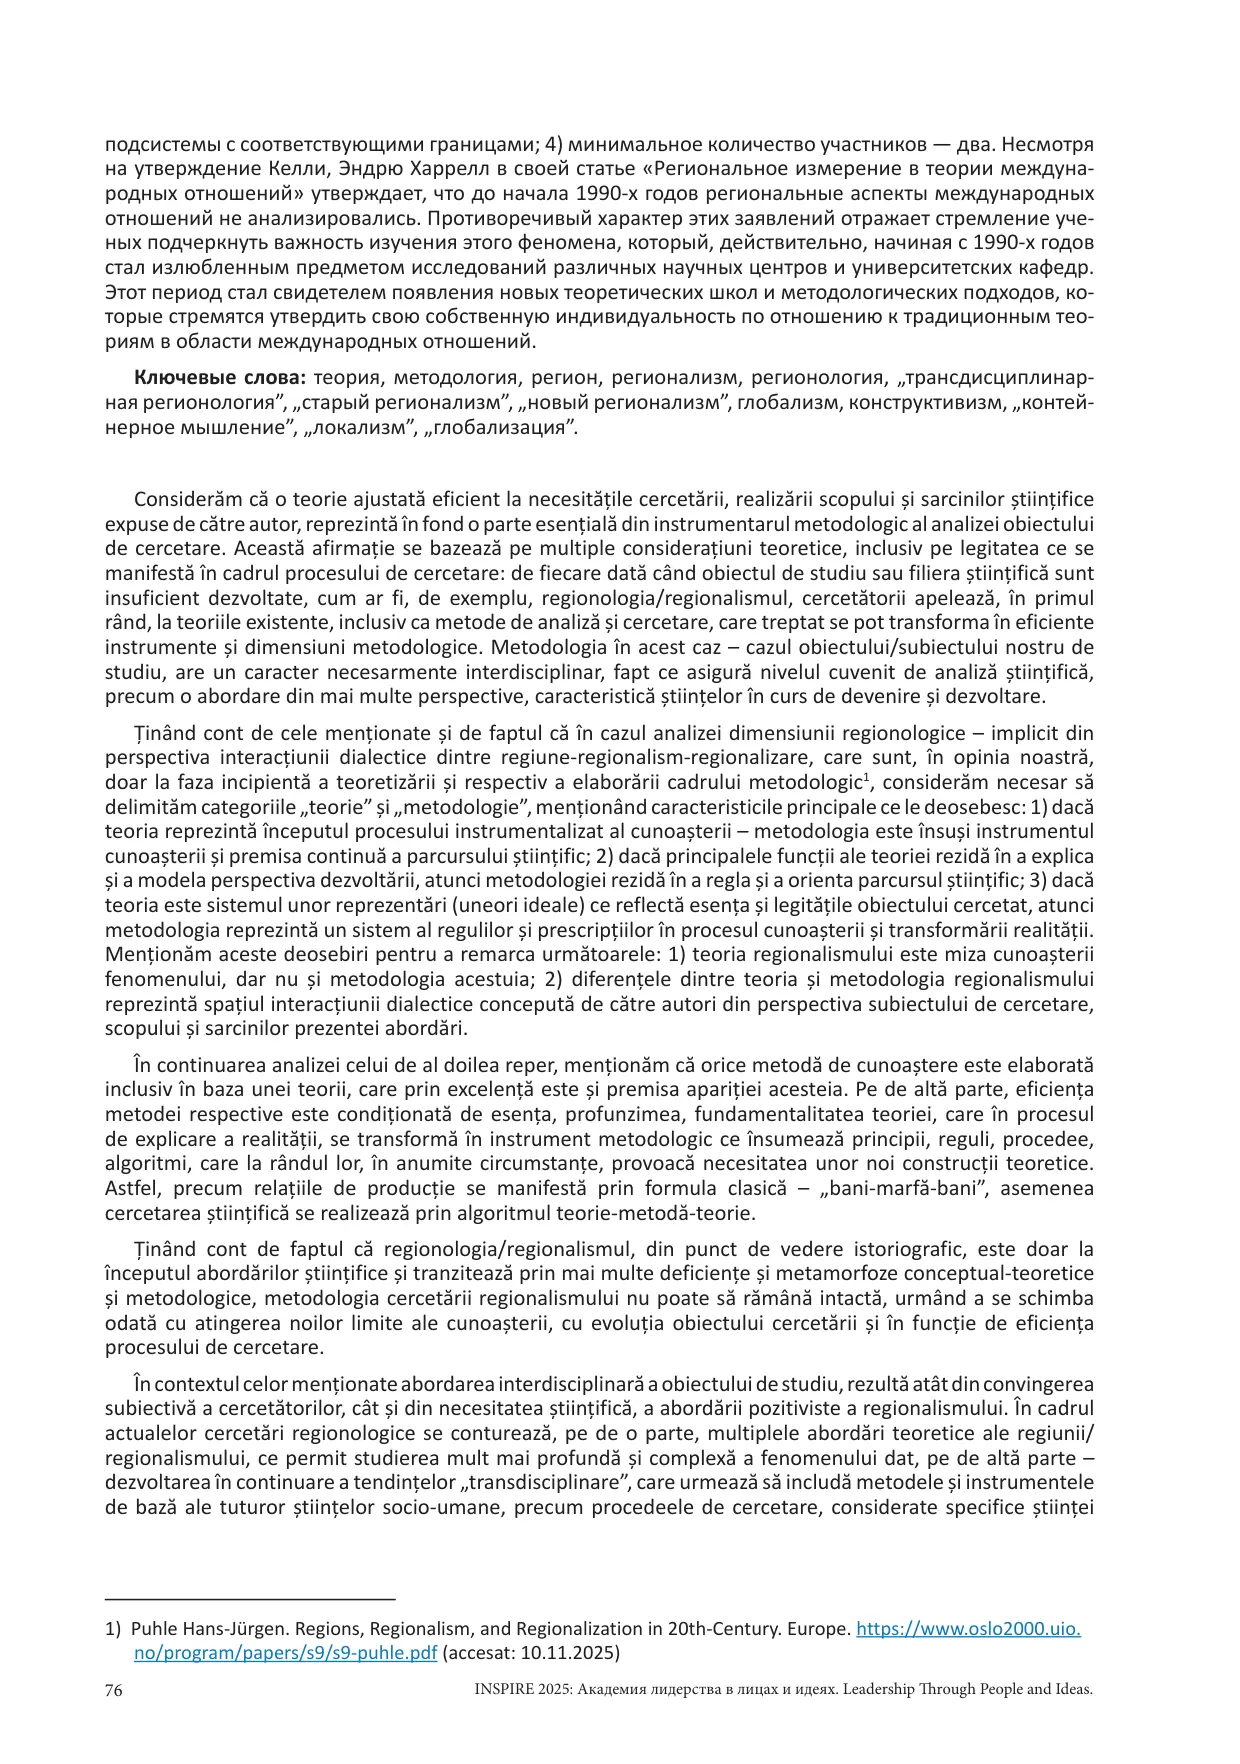 подсистемы с соответствующими границами; 4) минимальное количество участников — два. Несмотря
на утверждение Келли, Эндрю Харрелл в своей статье «Региональное измерение в теории междуна-
родных отношений» утверждает, что до начала 1990-х годов региональные аспекты международных
отношений не анализировались. Противоречивый характер этих заявлений отражает стремление уче-
ных подчеркнуть важность изучения этого феномена, который, действительно, начиная с 1990-х годов
стал излюбленным предметом исследований различных научных центров и университетских кафедр.
Этот период стал свидетелем появления новых теоретических школ и методологических подходов, ко-
торые стремятся утвердить свою собственную индивидуальность по отношению к традиционным тео-
риям в области международных отношений.
Ключевые слова: теория, методология, регион, регионализм, регионология, „трансдисциплинар-
ная регионология”, „старый регионализм”, „новый регионализм”, глобализм, конструктивизм, „контей-
нерное мышление”, „локализм”, „глобализация”.
Considerăm că o teorie ajustată eficient la necesitățile cercetării, realizării scopului și sarcinilor științifice
expuse de către autor, reprezintă în fond o parte esențială din instrumentarul metodologic al analizei obiectului
de cercetare. Această afirmație se bazează pe multiple considerațiuni teoretice, inclusiv pe legitatea ce se
manifestă în cadrul procesului de cercetare: de fiecare dată când obiectul de studiu sau filiera științifică sunt
insuficient dezvoltate, cum ar fi, de exemplu, regionologia/regionalismul, cercetătorii apelează, în primul
rând, la teoriile existente, inclusiv ca metode de analiză și cercetare, care treptat se pot transforma în eficiente
instrumente și dimensiuni metodologice. Metodologia în acest caz – cazul obiectului/subiectului nostru de
studiu, are un caracter necesarmente interdisciplinar, fapt ce asigură nivelul cuvenit de analiză științifică,
precum o abordare din mai multe perspective, caracteristică științelor în curs de devenire și dezvoltare.
Ținând cont de cele menționate și de faptul că în cazul analizei dimensiunii regionologice – implicit din
perspectiva interacțiunii dialectice dintre regiune-regionalism-regionalizare, care sunt, în opinia noastră,
doar la faza incipientă a teoretizării și respectiv a elaborării cadrului metodologic1, considerăm necesar să
delimităm categoriile „teorie” și „metodologie”, menționând caracteristicile principale ce le deosebesc: 1) dacă
teoria reprezintă începutul procesului instrumentalizat al cunoașterii – metodologia este însuși instrumentul
cunoașterii și premisa continuă a parcursului științific; 2) dacă principalele funcții ale teoriei rezidă în a explica
și a modela perspectiva dezvoltării, atunci metodologiei rezidă în a regla și a orienta parcursul științific; 3) dacă
teoria este sistemul unor reprezentări (uneori ideale) ce reflectă esența și legitățile obiectului cercetat, atunci
metodologia reprezintă un sistem al regulilor și prescripțiilor în procesul cunoașterii și transformării realității.
Menționăm aceste deosebiri pentru a remarca următoarele: 1) teoria regionalismului este miza cunoașterii
fenomenului, dar nu și metodologia acestuia; 2) diferențele dintre teoria și metodologia regionalismului
reprezintă spațiul interacțiunii dialectice concepută de către autori din perspectiva subiectului de cercetare,
scopului și sarcinilor prezentei abordări.
În continuarea analizei celui de al doilea reper, menționăm că orice metodă de cunoaștere este elaborată
inclusiv în baza unei teorii, care prin excelență este și premisa apariției acesteia. Pe de altă parte, eficiența
metodei respective este condiționată de esența, profunzimea, fundamentalitatea teoriei, care în procesul
de explicare a realității, se transformă în instrument metodologic ce însumează principii, reguli, procedee,
algoritmi, care la rândul lor, în anumite circumstanțe, provoacă necesitatea unor noi construcții teoretice.
Astfel, precum relațiile de producție se manifestă prin formula clasică – „bani-marfă-bani”, asemenea
cercetarea științifică se realizează prin algoritmul teorie-metodă-teorie.
Ținând cont de faptul că regionologia/regionalismul, din punct de vedere istoriografic, este doar la
începutul abordărilor științifice și tranzitează prin mai multe deficiențe și metamorfoze conceptual-teoretice
și metodologice, metodologia cercetării regionalismului nu poate să rămână intactă, urmând a se schimba
odată cu atingerea noilor limite ale cunoașterii, cu evoluția obiectului cercetării și în funcție de eficiența
procesului de cercetare.
În contextul celor menționate abordarea interdisciplinară a obiectului de studiu, rezultă atât din convingerea
subiectivă a cercetătorilor, cât și din necesitatea științifică, a abordării pozitiviste a regionalismului. În cadrul
actualelor cercetări regionologice se conturează, pe de o parte, multiplele abordări teoretice ale regiunii/
regionalismului, ce permit studierea mult mai profundă și complexă a fenomenului dat, pe de altă parte –
dezvoltarea în continuare a tendințelor „transdisciplinare”, care urmează să includă metodele și instrumentele
de bază ale tuturor științelor socio-umane, precum procedeele de cercetare, considerate specifice științei
1) Puhle Hans-Jürgen. Regions, Regionalism, and Regionalization in 20th-Century. Europe. https://www.oslo2000.uio.
no/program/papers/s9/s9-puhle.pdf (accesat: 10.11.2025)
76 INSPIRE 2025: Академия лидерства в лицах и идеях. Leadership Through People and Ideas.